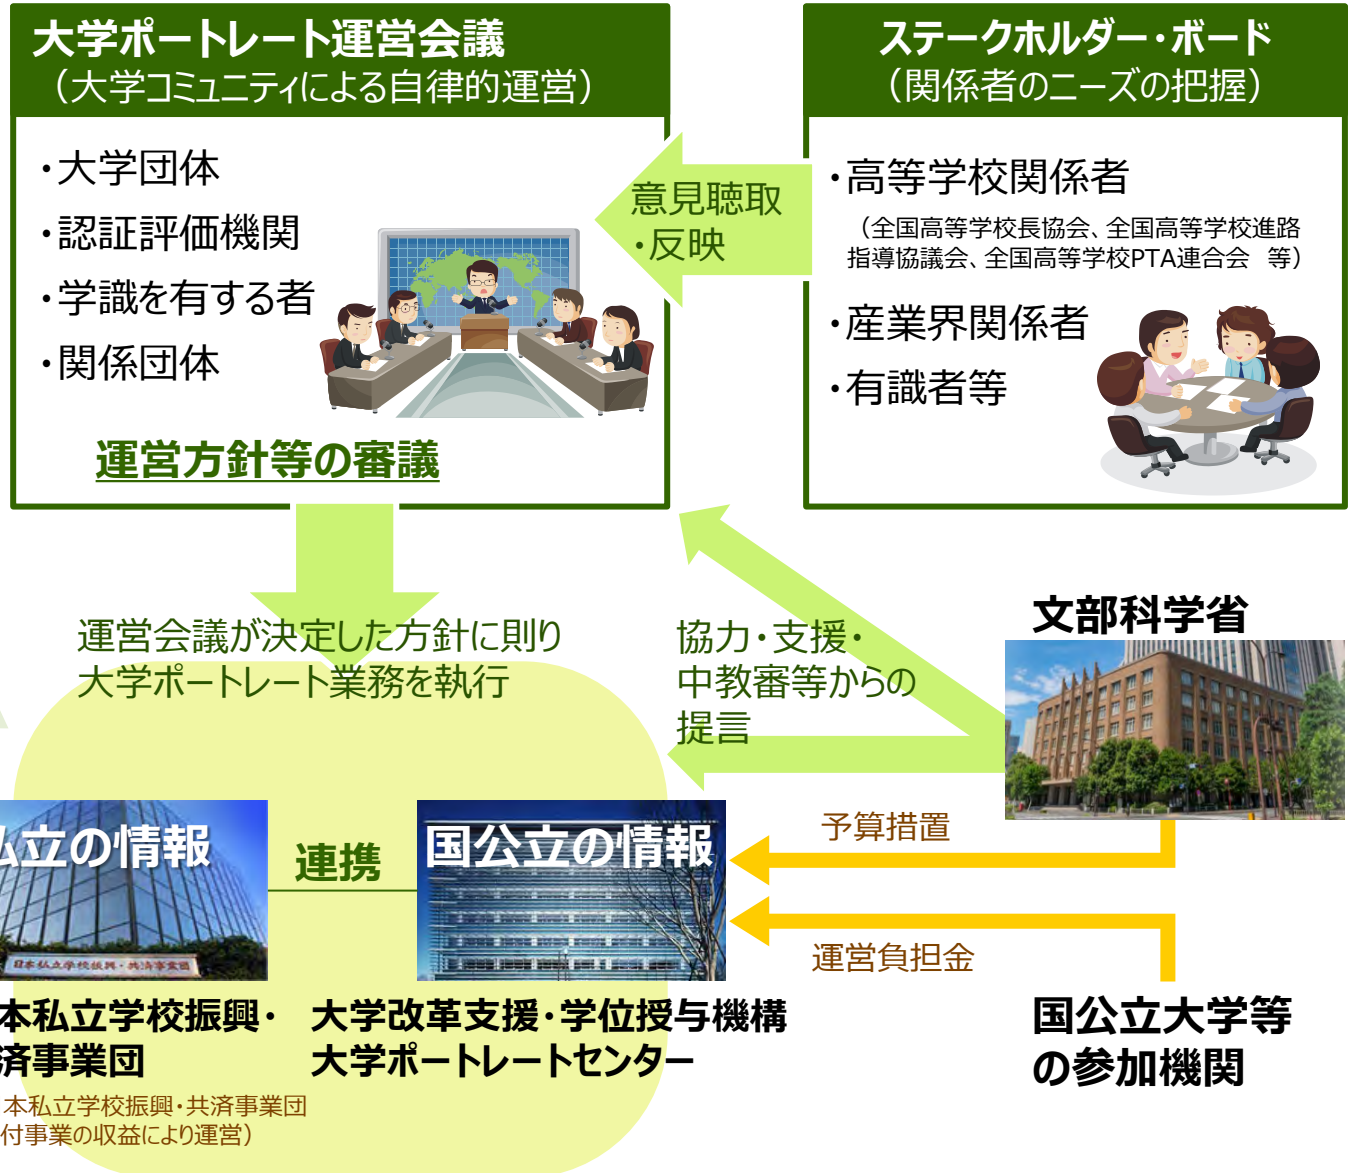 大学ポートレート運営会議
（大学コミュニティによる自律的運営）
・大学団体
・認証評価機関
・学識を有する者
・関係団体
運営方針等の審議
意見聴取
・反映
ステークホルダー・ボード
（関係者のニーズの把握）
・高等学校関係者
（全国高等学校長協会、全国高等学校進路
指導協議会、全国高等学校PTA連合会　等）
・産業界関係者
・有識者等
運営会議が決定した方針に則り
大学ポートレート業務を執行
協力・支援・
中教審等からの
提言
文部科学省
予算措置
運営負担金
国公立大学等
の参加機関
私立の情報
日本私立学校振興・共済事業団
連携
国公立の情報
本私立学校振興・
済事業団
本私立学校振興・共済事業団
付事業の収益により運営）
大学改革支援・学位授与機構
大学ポートレートセンター